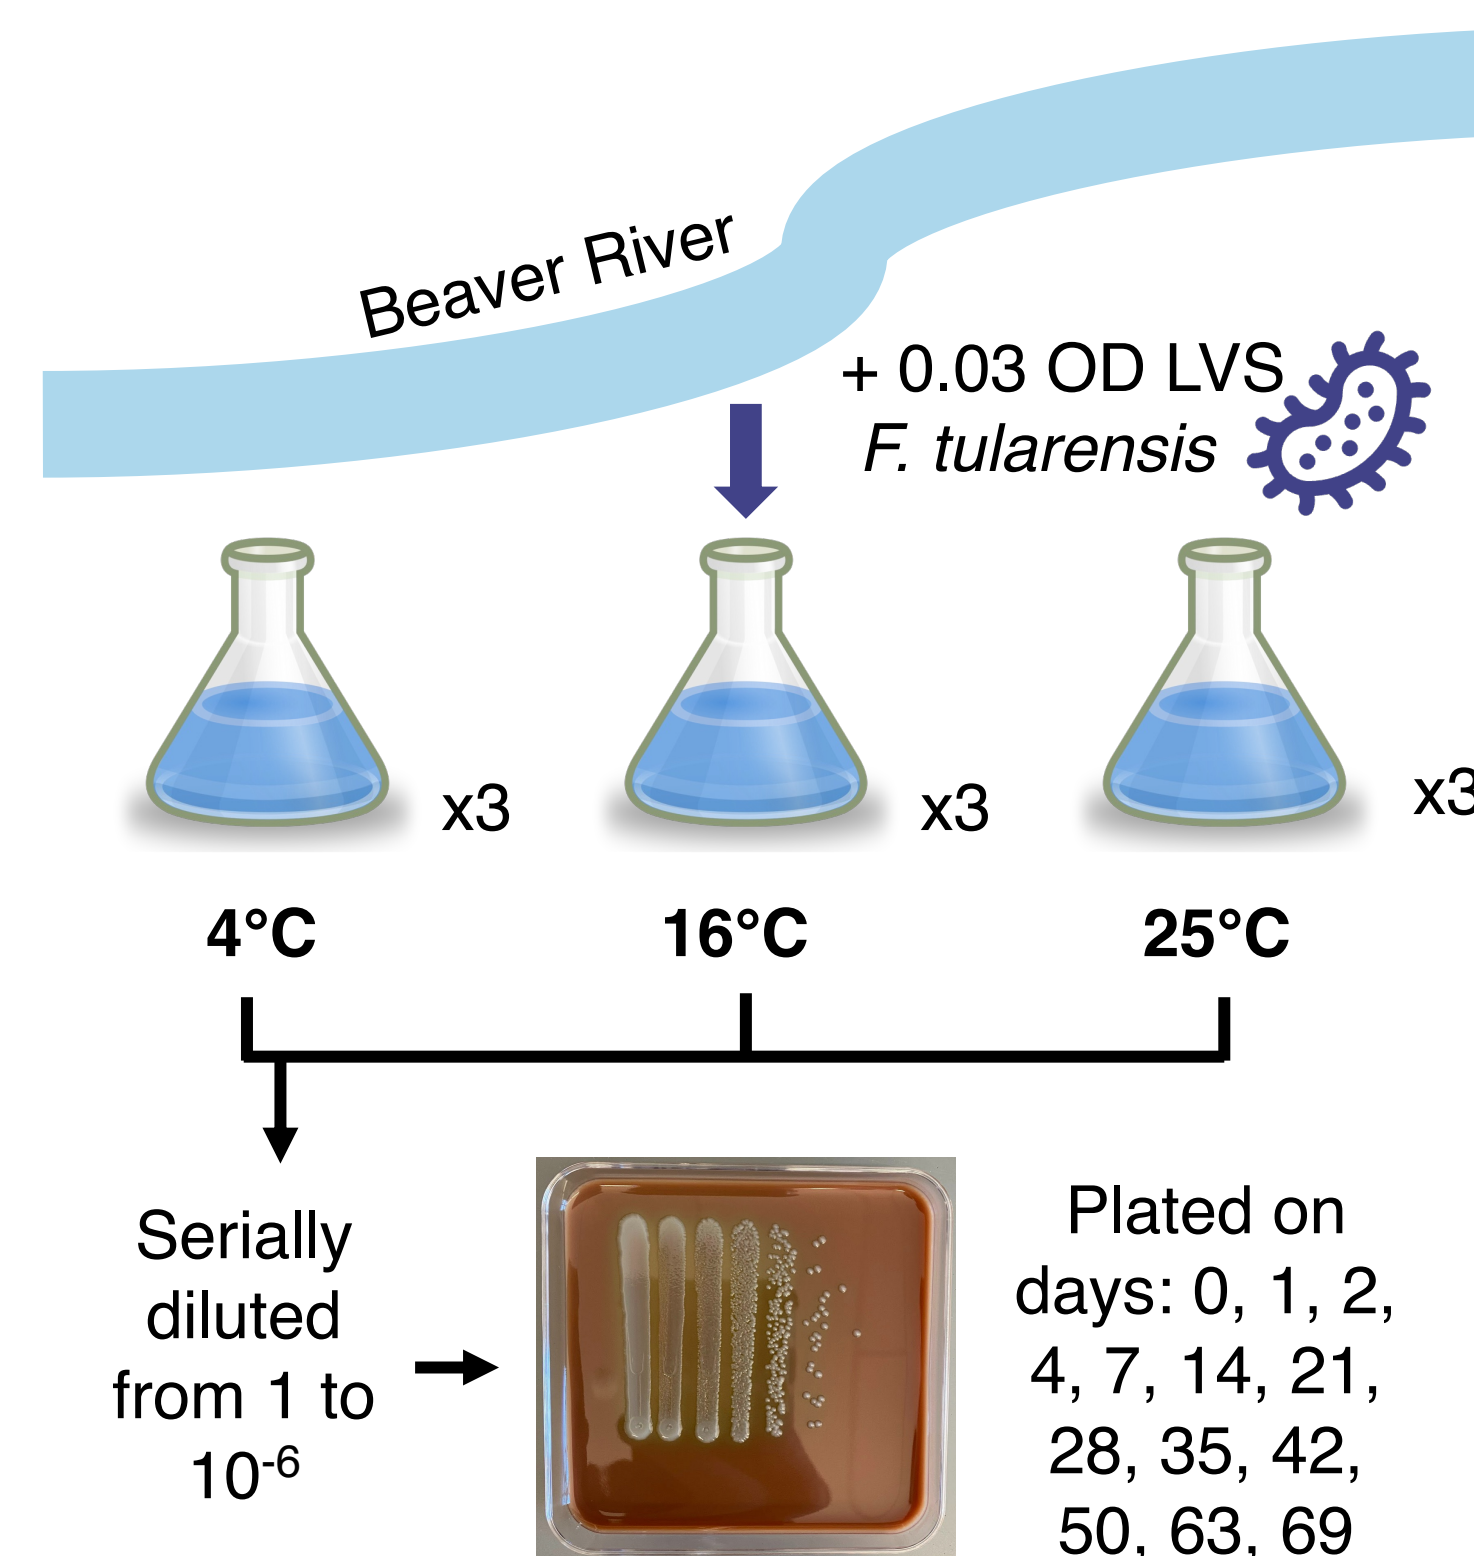 Beaver River
+ 0.03 OD LVS
F. tularensis
x3
x3
x3
4°C
16°C
25°C
Serially
diluted
from 1 to
10⁻⁶
Plated on
days: 0, 1, 2,
4, 7, 14, 21,
28, 35, 42,
50, 63, 69